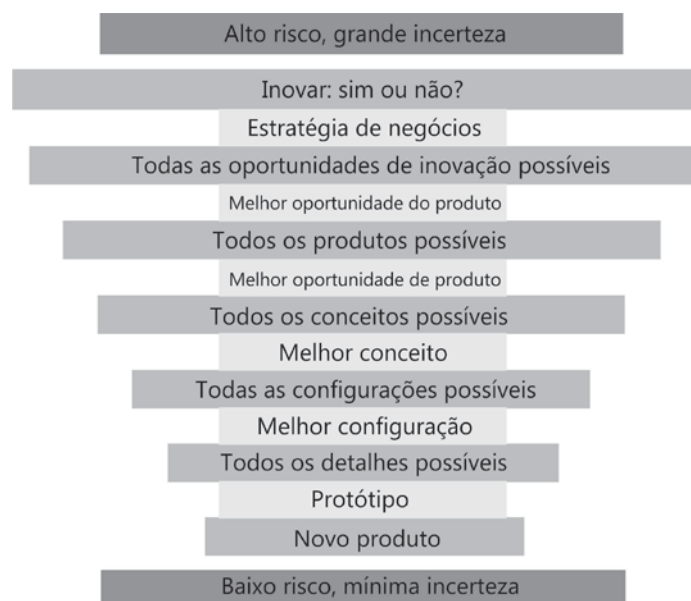 Alto risco, grande incerteza
Inovar: sim ou não?
Estratégia de negócios
Todas as oportunidades de inovação possíveis
Melhor oportunidade do produto
Todos os produtos possíveis
Melhor oportunidade de produto
Todos os conceitos possíveis
Melhor conceito
Todas as configurações possíveis
Melhor configuração
Todos os detalhes possíveis
Protótipo
Novo produto
Baixo risco, mínima incerteza